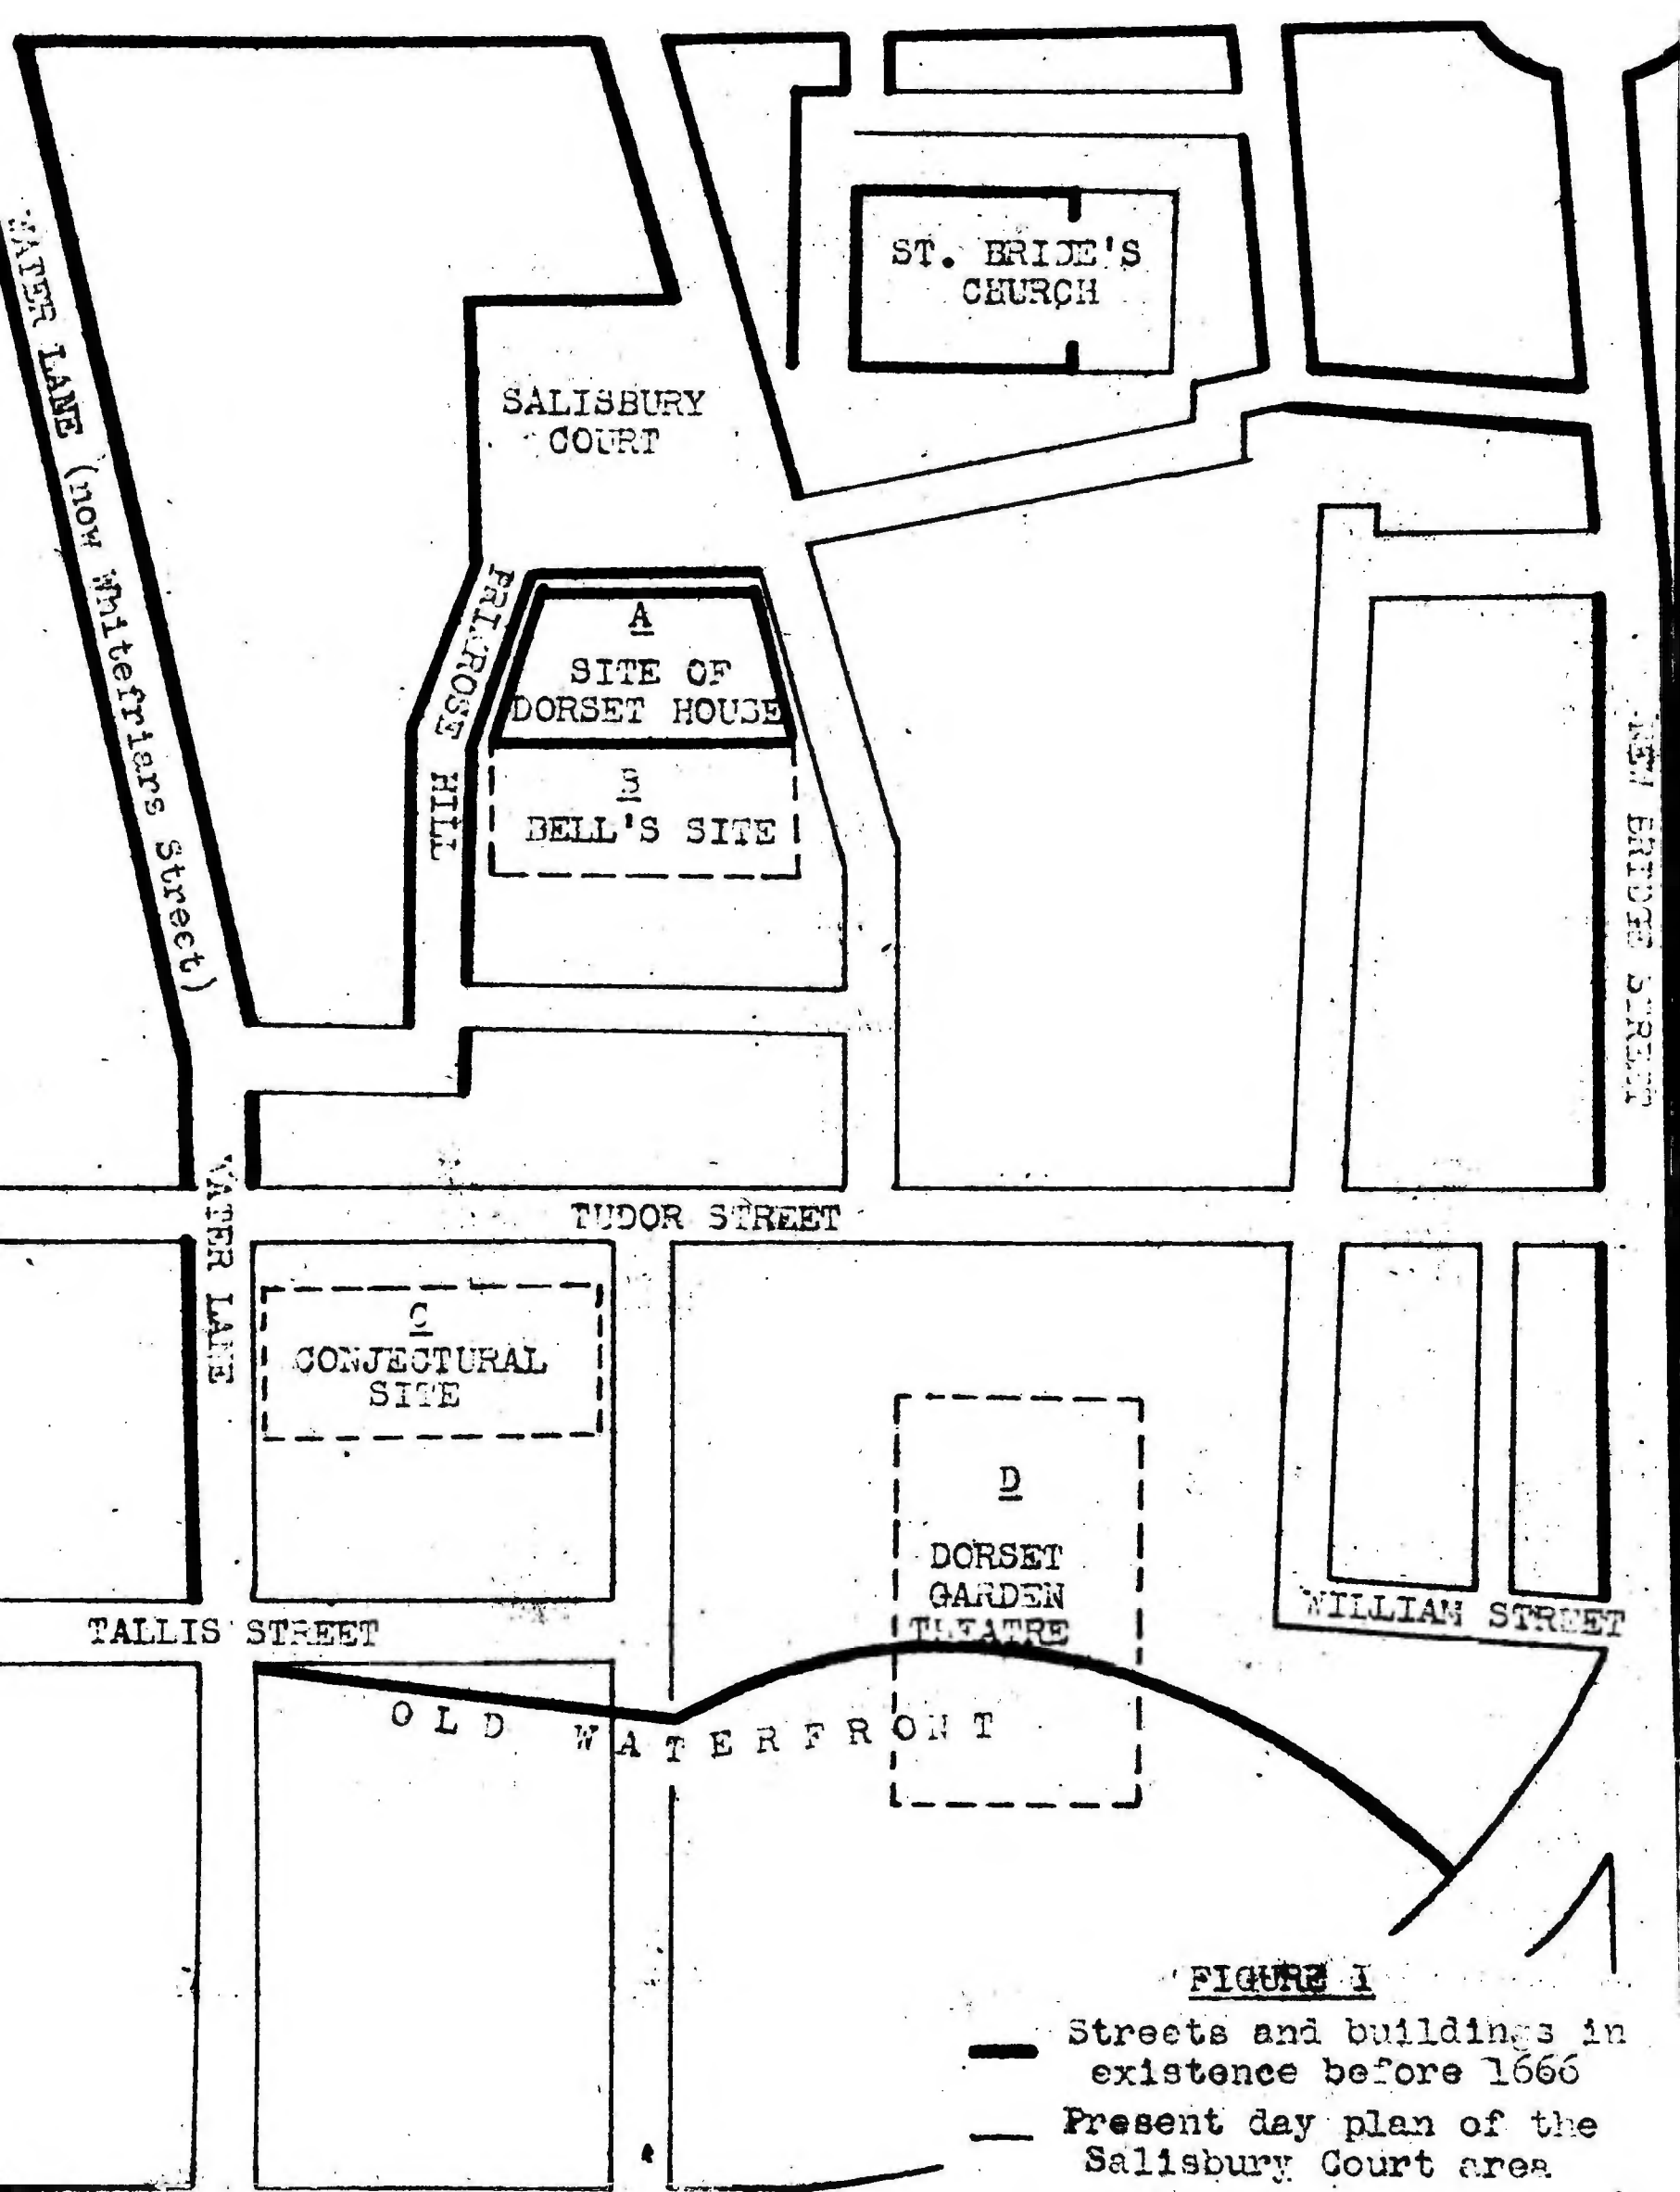 ST. BRIDE'S
CHURCH
WATER LANE (now Whitefriars Street)
SALISBURY
COURT
PRIMROSE HILL
A
SITE OF
DORSET HOUSE
B
BELL'S SITE
NEW BRIDGE STREET
WATER LANE
TUDOR STREET
C
CONJECTURAL
SITE
D
DORSET
GARDEN
THEATRE
WILLIAM STREET
TALLIS STREET
OLD WATERFRONT
FIGURE I
Streets and buildings in
existence before 1666
Present day plan of the
Salisbury Court area